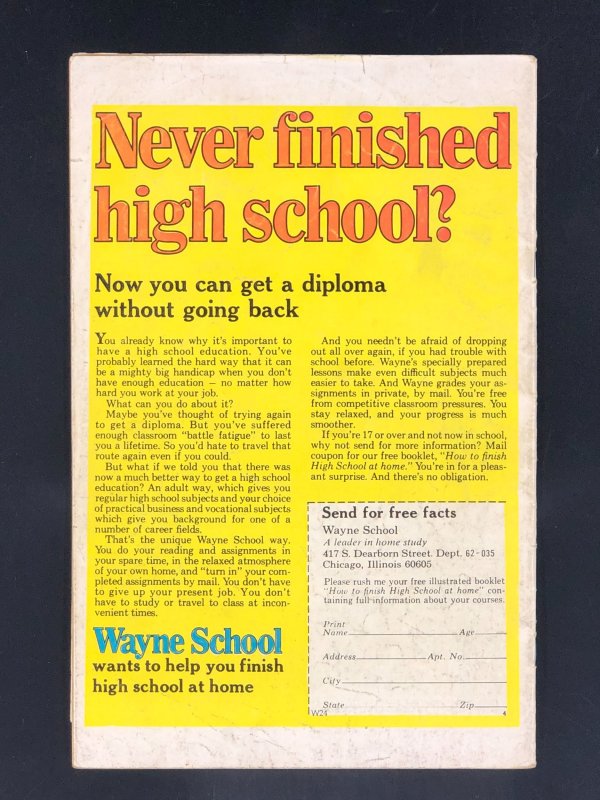 Never finished
high school?
Now you can get a diploma
without going back
You already know why it's important to
have a high school education. You've
probably learned the hard way that it can
be a mighty big handicap when you don't
have enough education — no matter how
hard you work at your job.
What can you do about it?
Maybe you've thought of trying again
to get a diploma. But you've suffered
enough classroom "battle fatigue" to last
you a lifetime. So you'd hate to travel that
route again even if you could.
But what if we told you that there was
now a much better way to get a high school
education? An adult way, which gives you
regular high school subjects and your choice
of practical business and vocational subjects
which give you background for one of a
number of career fields.
That's the unique Wayne School way.
You do your reading and assignments in
your spare time, in the relaxed atmosphere
of your own home, and "turn in" your com-
pleted assignments by mail. You don't have
to give up your present job. You don't
have to study or travel to class at incon-
venient times.
Wayne School
wants to help you finish
high school at home
And you needn't be afraid of dropping
out all over again, if you had trouble with
school before. Wayne's specially prepared
lessons make even difficult subjects much
easier to take. And Wayne grades your as-
signments in private, by mail. You're free
from competitive classroom pressures. You
stay relaxed, and your progress is much
smoother.
If you're 17 or over and not now in school,
why not send for more information? Mail
coupon for our free booklet, "How to finish
High School at home." You're in for a pleas-
ant surprise. And there's no obligation.
Send for free facts
Wayne School
A leader in home study
417 S. Dearborn Street. Dept. 62-035
Chicago, Illinois 60605
Please rush me your free illustrated booklet
"How to finish High School at home" con-
taining full information about your courses.
Print
Name Age
Address Apt. No.
City
State Zip
W24 4